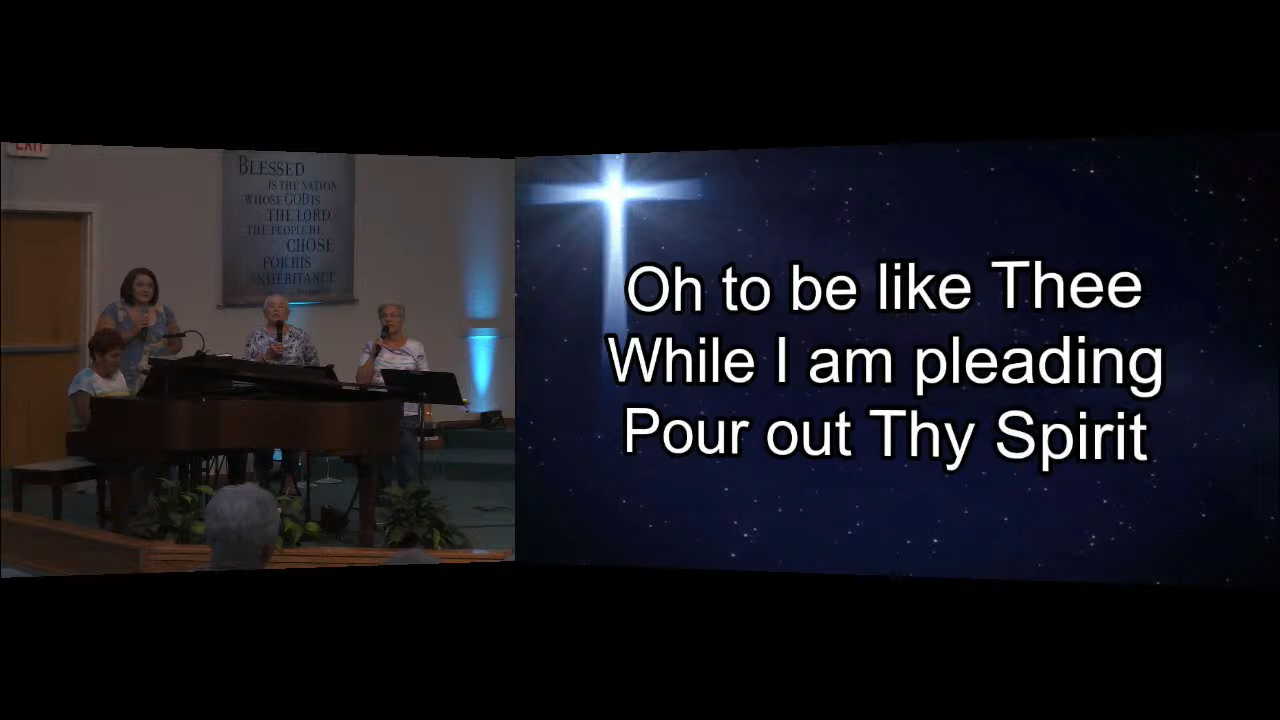 EXIT
BLESSED
IS THE NATION
WHOSE GOD IS
THE LORD
THE PEOPLE HE
CHOSE
FOR HIS
INHERITANCE
Oh to be like Thee
While I am pleading
Pour out Thy Spirit